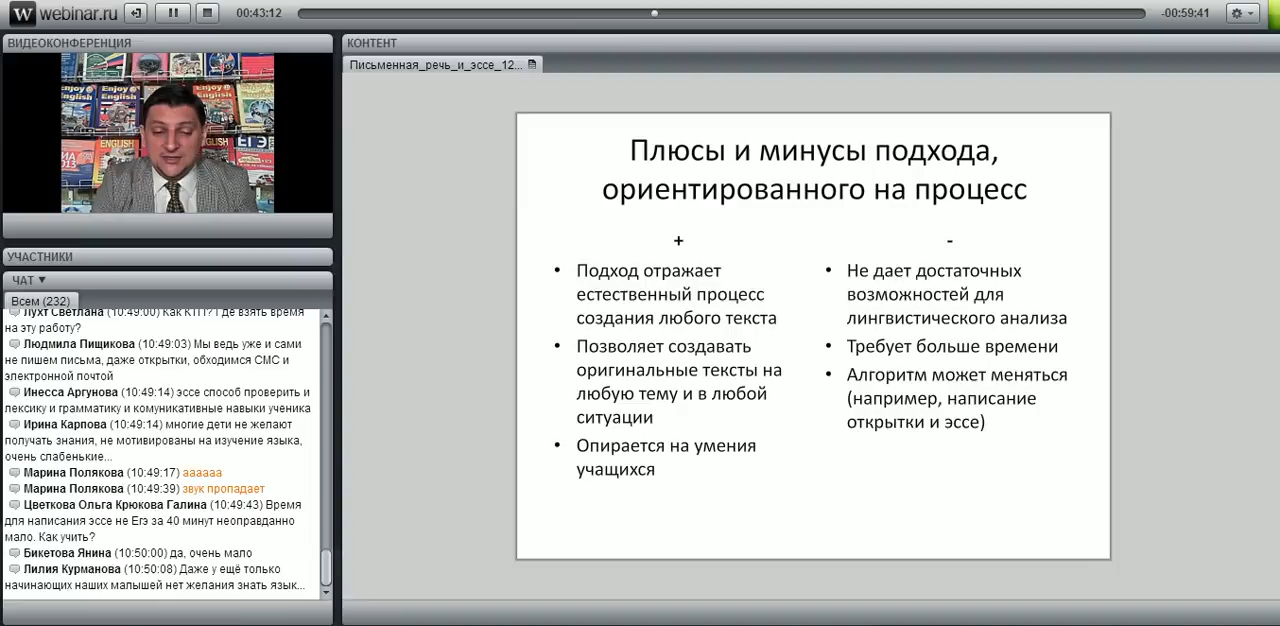 W webinar.ru
00:43:12
-00:59:41
ВИДЕОКОНФЕРЕНЦИЯ
Enjoy
English
Enjoy
English
ENGLISH
ЕГЭ
2013
УЧАСТНИКИ
ЧАТ ▼
Всем (232)
Лухт Светлана (10:49:00) Как КТП? Где взять время
на эту работу?
Людмила Пищикова (10:49:03) Мы ведь уже и сами
не пишем письма, даже открытки, обходимся СМС и
электронной почтой
Инесса Аргунова (10:49:14) эссе способ проверить и
лексику и грамматику и комуникативные навыки ученика
Ирина Карпова (10:49:14) многие дети не желают
получать знания, не мотивированы на изучение языка,
очень слабенькие...
Марина Полякова (10:49:17) аааааа
Марина Полякова (10:49:39) звук пропадает
Цветкова Ольга Крюкова Галина (10:49:43) Время
для написания эссе не Егэ за 40 минут неоправданно
мало. Как учить?
Бикетова Янина (10:50:00) да, очень мало
Лилия Курманова (10:50:08) Даже у ещё только
начинающих наших малышей нет желания знать язык...
КОНТЕНТ
Письменная_речь_и_эссе_12...
Плюсы и минусы подхода,
ориентированного на процесс
+
• Подход отражает
естественный процесс
создания любого текста
• Позволяет создавать
оригинальные тексты на
любую тему и в любой
ситуации
• Опирается на умения
учащихся
-
• Не дает достаточных
возможностей для
лингвистического анализа
• Требует больше времени
• Алгоритм может меняться
(например, написание
открытки и эссе)